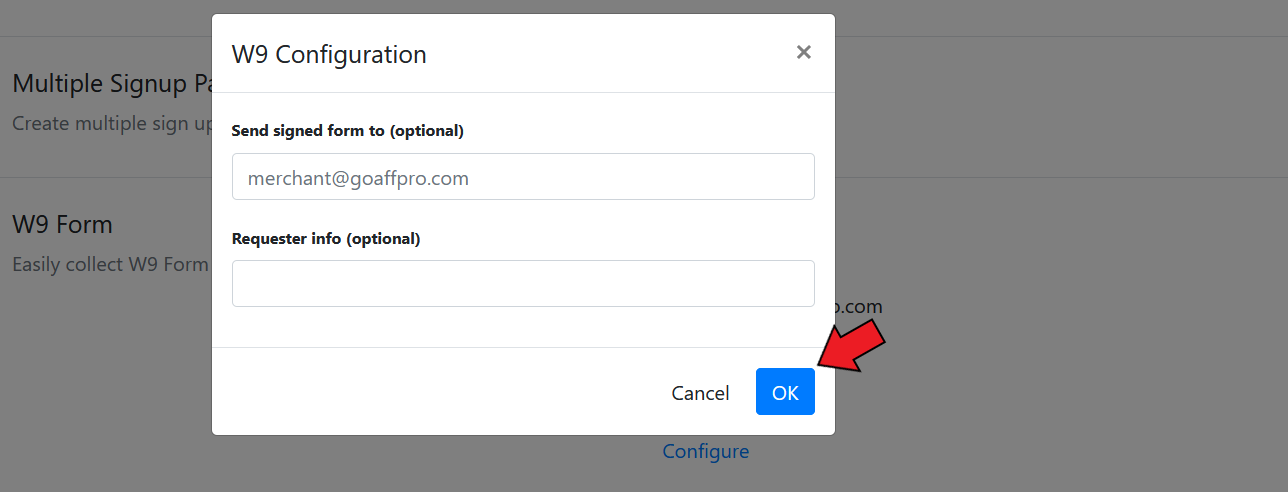 W9 Configuration
×
Multiple Signup Pa
Create multiple sign up
Send signed form to (optional)
merchant@goaffpro.com
W9 Form
Requester info (optional)
Easily collect W9 Form
o.com
Cancel
OK
Configure